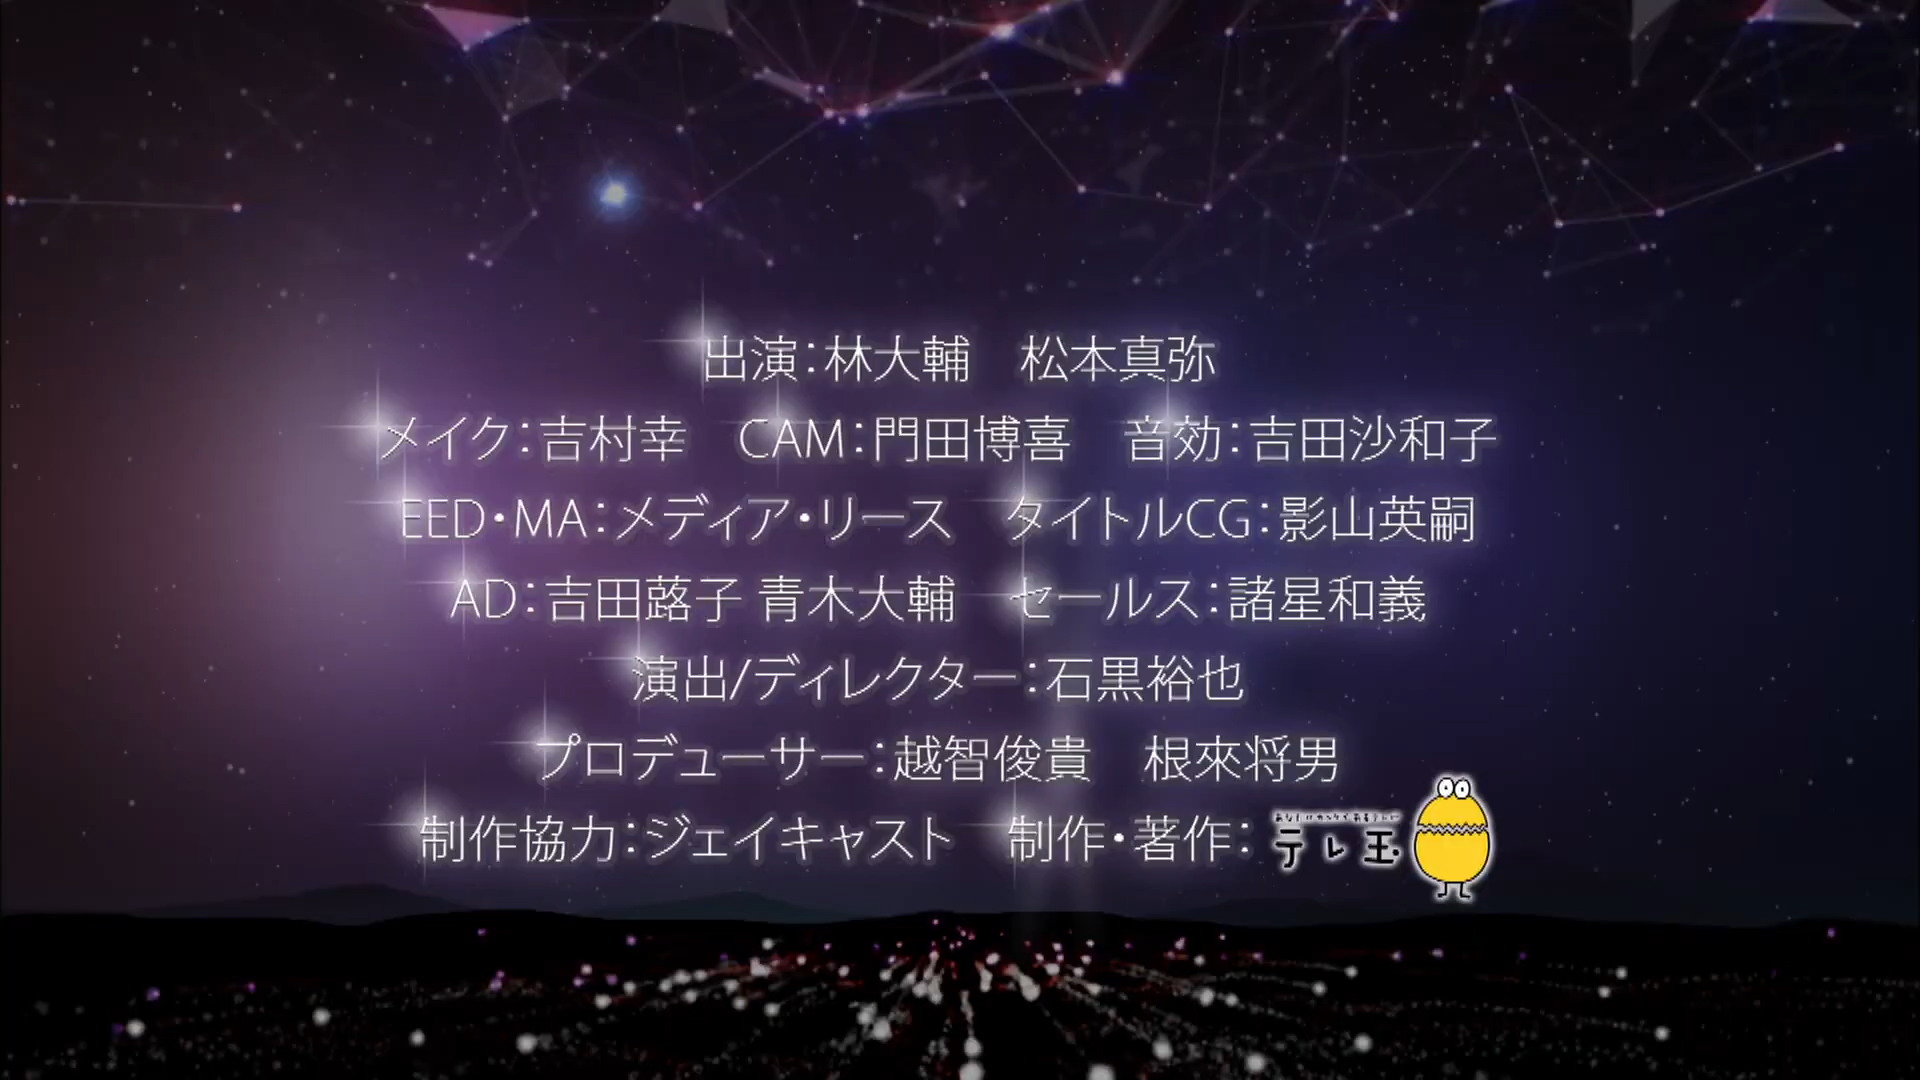 出演：林大輔　松本真弥
メイク：吉村幸　CAM：門田博喜　音効：吉田沙和子
EED・MA：メディア・リース　タイトルCG：影山英嗣
AD：吉田蕗子 青木大輔　セールス：諸星和義
演出/ディレクター：石黒裕也
プロデューサー：越智俊貴　根來将男
制作協力：ジェイキャスト　制作・著作：テレ玉